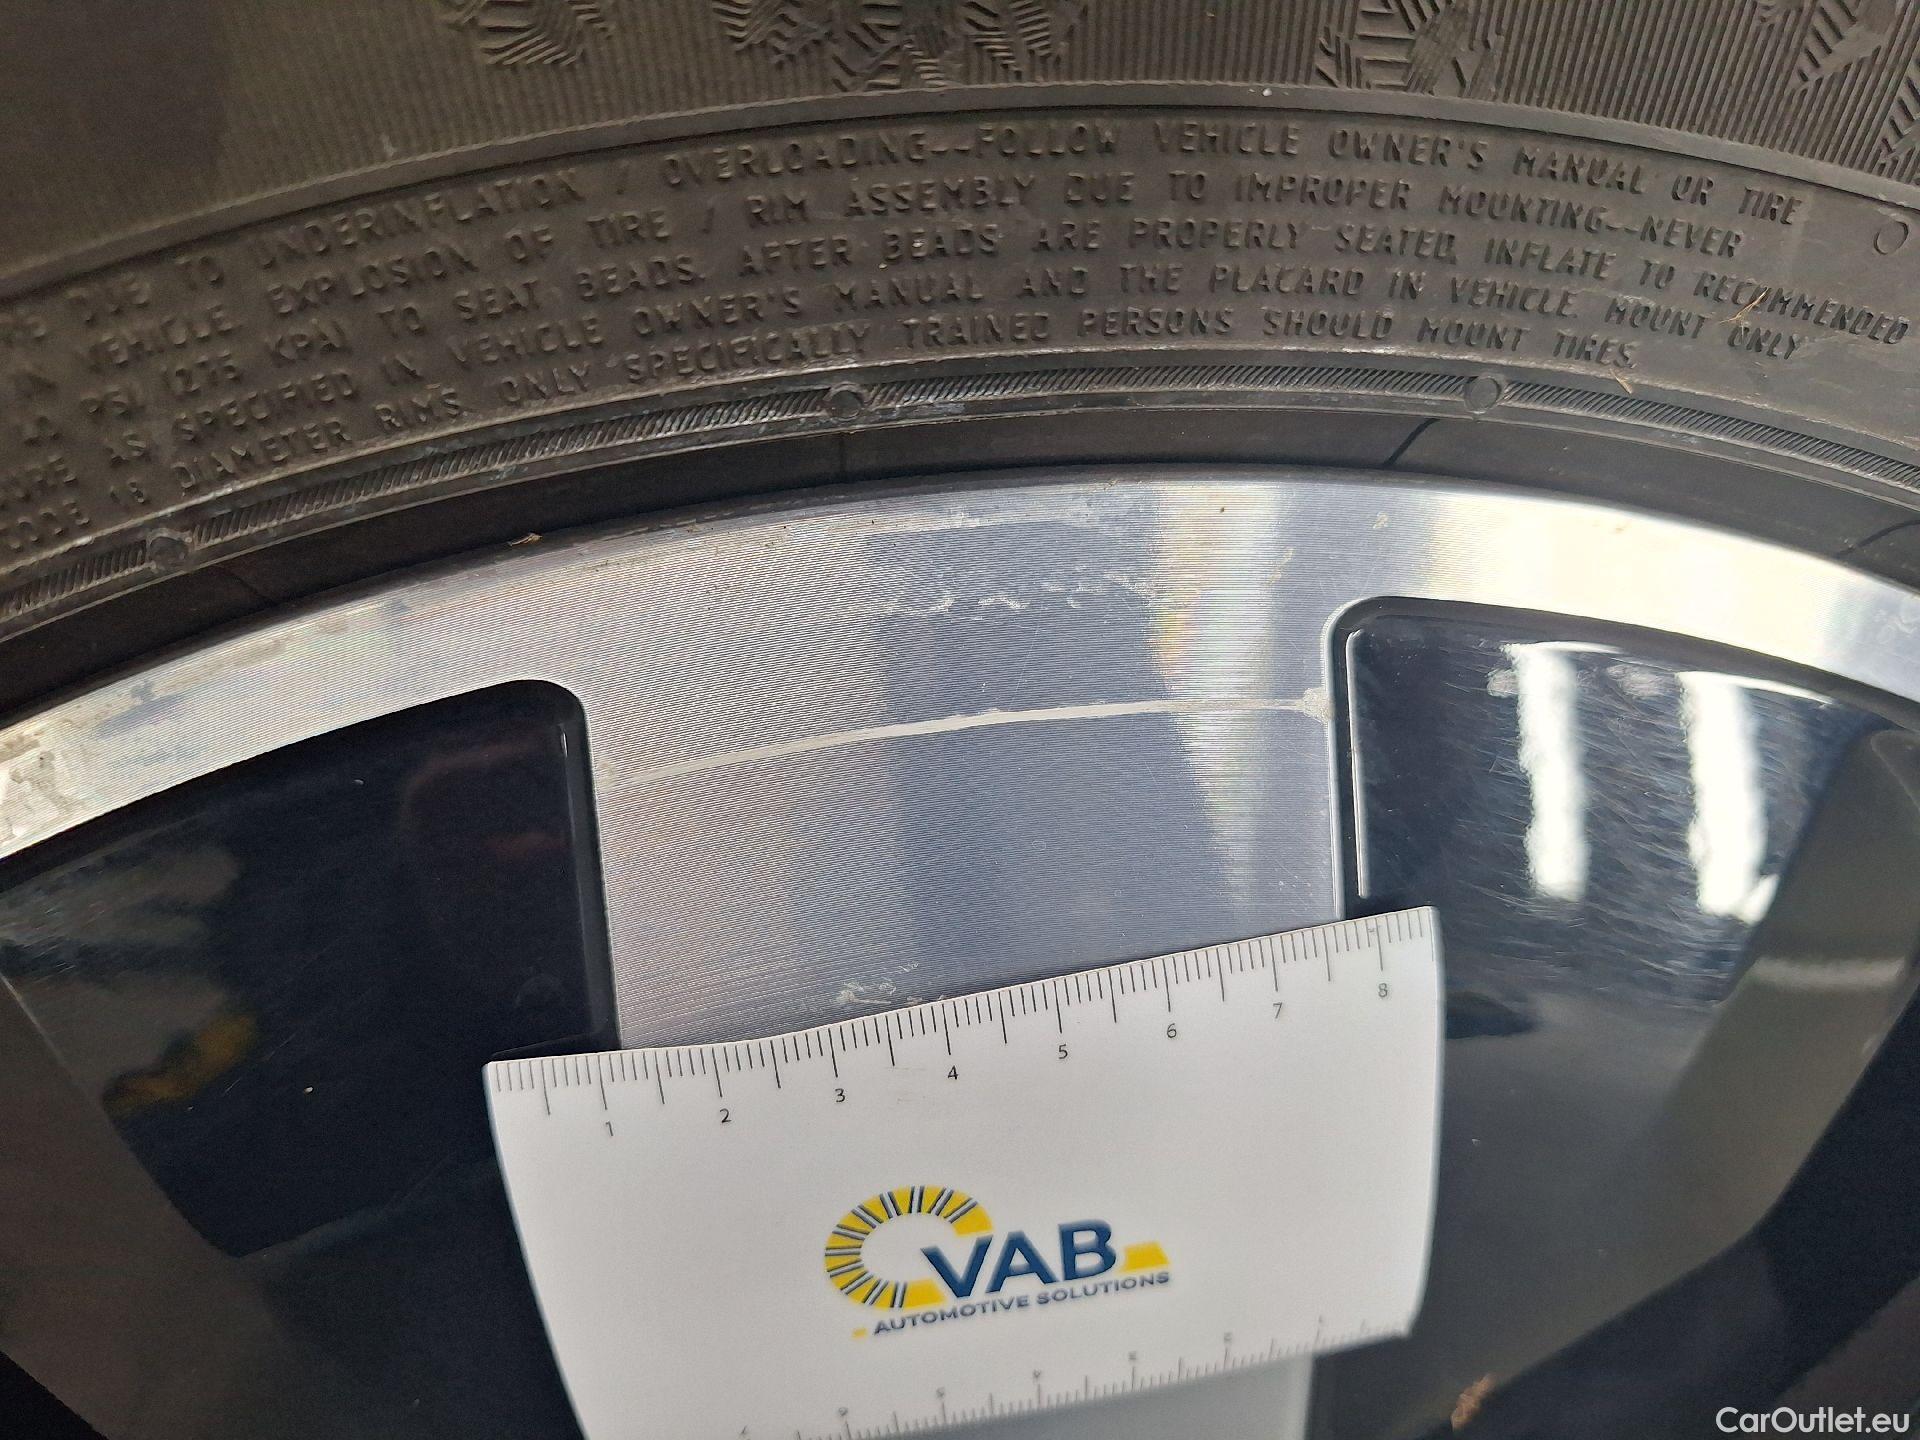 DUE TO UNDERINFLATION / OVERLOADING--FOLLOW VEHICLE OWNER'S MANUAL OR TIRE
IN VEHICLE EXPLOSION OF TIRE / RIM ASSEMBLY DUE TO IMPROPER MOUNTING--NEVER
40 PSI (275 KPA) TO SEAT BEADS. AFTER BEADS ARE PROPERLY SEATED, INFLATE TO RECOMMENDED
AS SPECIFIED IN VEHICLE OWNER'S MANUAL AND THE PLACARD IN VEHICLE. MOUNT ONLY
CODE 18 DIAMETER RIMS. ONLY SPECIFICALLY TRAINED PERSONS SHOULD MOUNT TIRES.
1 2 3 4 5 6 7 8
VAB
AUTOMOTIVE SOLUTIONS
CarOutlet.eu